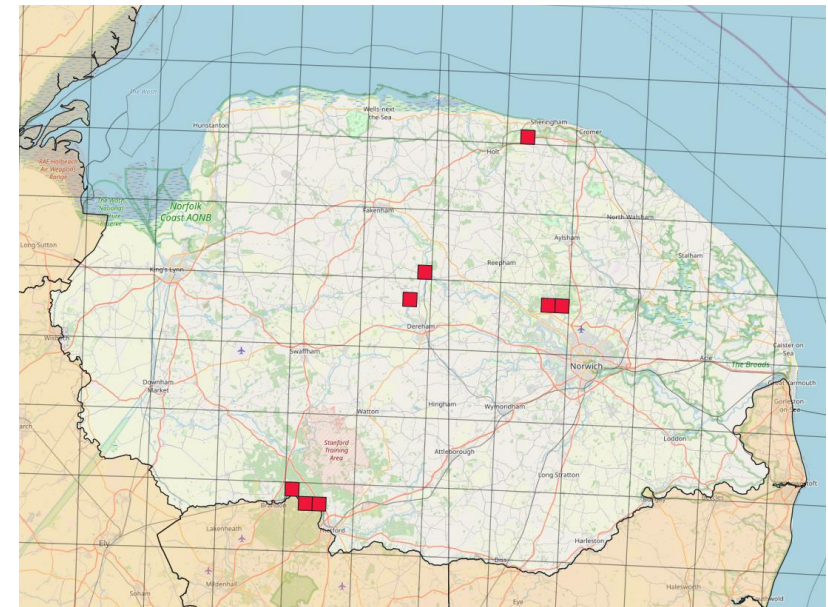 The Wash
Wells-next
the-Sea
Hunstanton
Sheringham
Cromer
Holt
RAF Holbeach
Air Weapons
Range
The Wash
National
Nature
Reserve
Norfolk
Coast AONB
Fakenham
North Walsham
Aylsham
Long Sutton
Reepham
Stalham
King's Lynn
Dereham
Wisbech
Swaffham
Norwich
Acle
The Broads
Caister-on
Sea
Great Yarmouth
Gorleston
on-Sea
Downham
Market
Watton
Hingham
Wymondham
Loddon
Stanford
Training
Area
Attleborough
Long Stratton
Lakenheath
Thetford
Ely
Harleston
Diss
Mildenhall
Halesworth
Soham
Eye